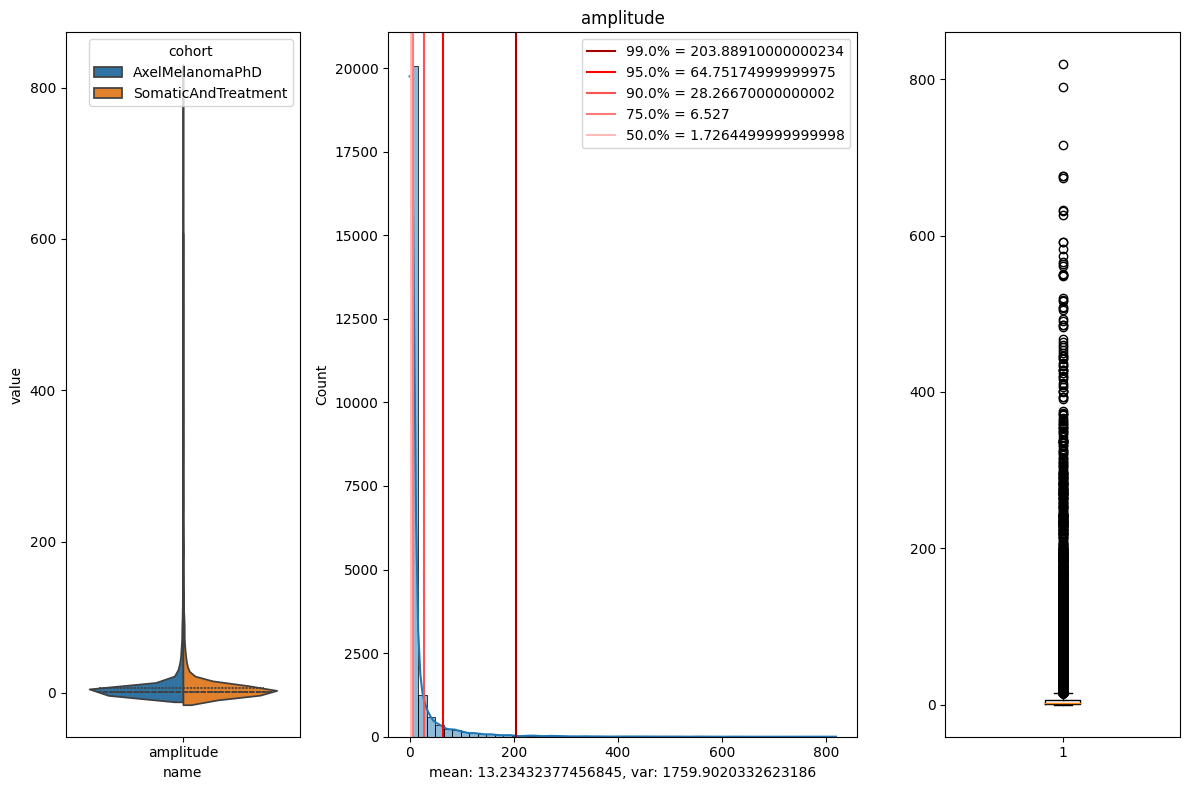 amplitude
cohort
AxelMelanomaPhD
SomaticAndTreatment
800
600
400
200
0
value
amplitude
name
99.0% = 203.88910000000234
95.0% = 64.75174999999975
90.0% = 28.26670000000002
75.0% = 6.527
50.0% = 1.7264499999999998
20000
17500
15000
12500
10000
7500
5000
2500
0
Count
0 200 400 600 800
mean: 13.23432377456845, var: 1759.9020332623186
800
600
400
200
0
1